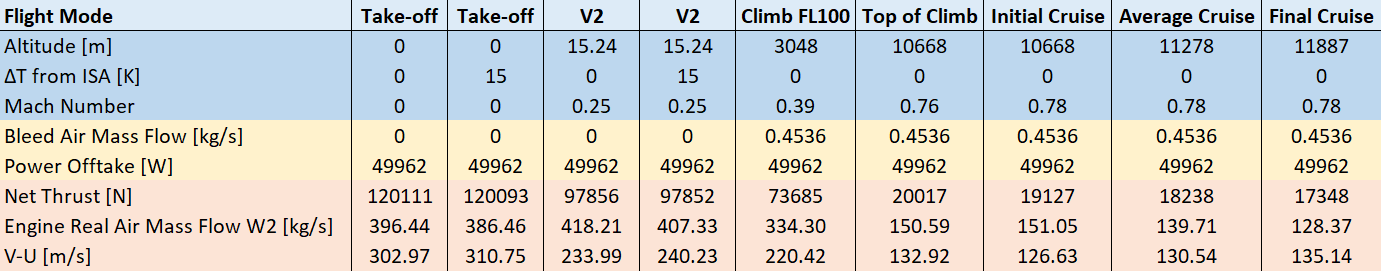 Flight Mode Take-off Take-off V2 V2 Climb FL100 Top of Climb Initial Cruise Average Cruise Final Cruise
Altitude [m] 0 0 15.24 15.24 3048 10668 10668 11278 11887
ΔT from ISA [K] 0 15 0 15 0 0 0 0 0
Mach Number 0 0 0.25 0.25 0.39 0.76 0.78 0.78 0.78
Bleed Air Mass Flow [kg/s] 0 0 0 0 0.4536 0.4536 0.4536 0.4536 0.4536
Power Offtake [W] 49962 49962 49962 49962 49962 49962 49962 49962 49962
Net Thrust [N] 120111 120093 97856 97852 73685 20017 19127 18238 17348
Engine Real Air Mass Flow W2 [kg/s] 396.44 386.46 418.21 407.33 334.30 150.59 151.05 139.71 128.37
V-U [m/s] 302.97 310.75 233.99 240.23 220.42 132.92 126.63 130.54 135.14